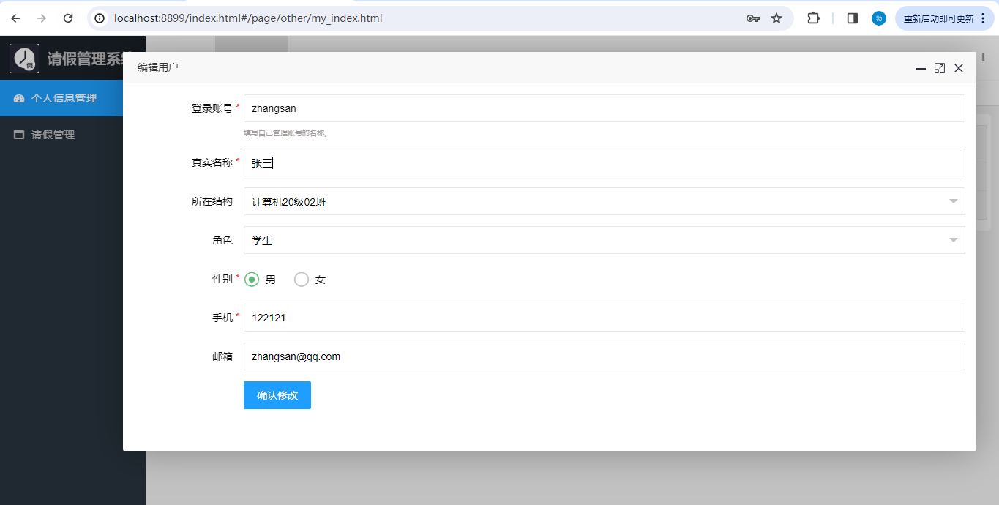 localhost:8899/index.html#/page/other/my_index.html
勃
重新启动即可更新
假
请假管理系统
编辑用户
个人信息管理
请假管理
登录账号 * zhangsan
填写自己管理账号的名称。
真实名称 * 张三
所在结构 计算机20级02班
角色 学生
性别 * 男 女
手机 * 122121
邮箱 zhangsan@qq.com
确认修改